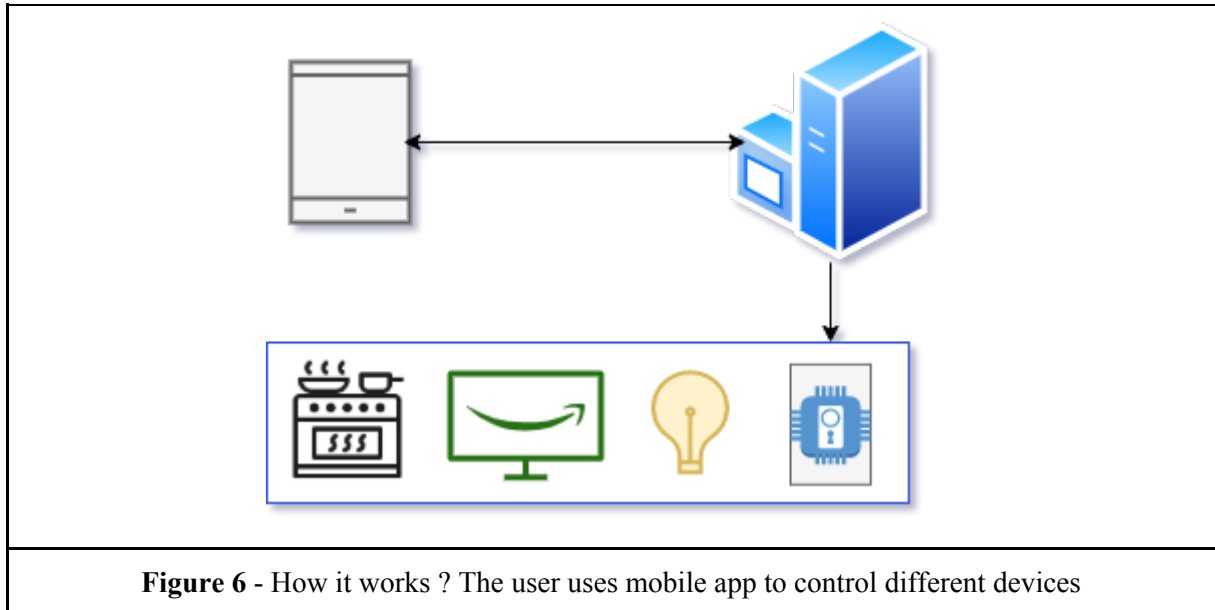 Figure 6 - How it works ? The user uses mobile app to control different devices